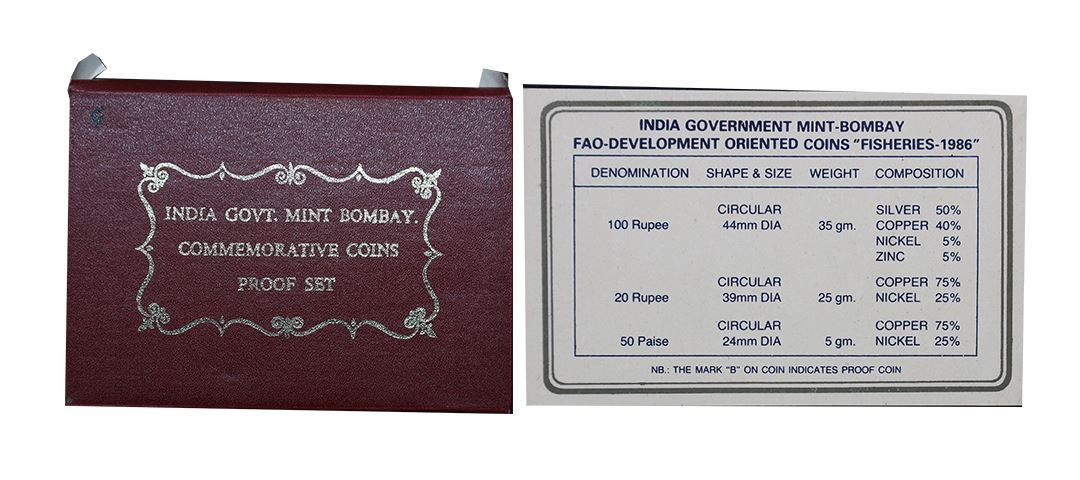 INDIA GOVT. MINT BOMBAY.
COMMEMORATIVE COINS
PROOF SET
INDIA GOVERNMENT MINT-BOMBAY
FAO-DEVELOPMENT ORIENTED COINS "FISHERIES-1986"
DENOMINATION SHAPE & SIZE WEIGHT COMPOSITION
CIRCULAR SILVER 50%
100 Rupee 44mm DIA 35 gm. COPPER 40%
NICKEL 5%
ZINC 5%
CIRCULAR COPPER 75%
20 Rupee 39mm DIA 25 gm. NICKEL 25%
CIRCULAR COPPER 75%
50 Paise 24mm DIA 5 gm. NICKEL 25%
NB.: THE MARK "B" ON COIN INDICATES PROOF COIN